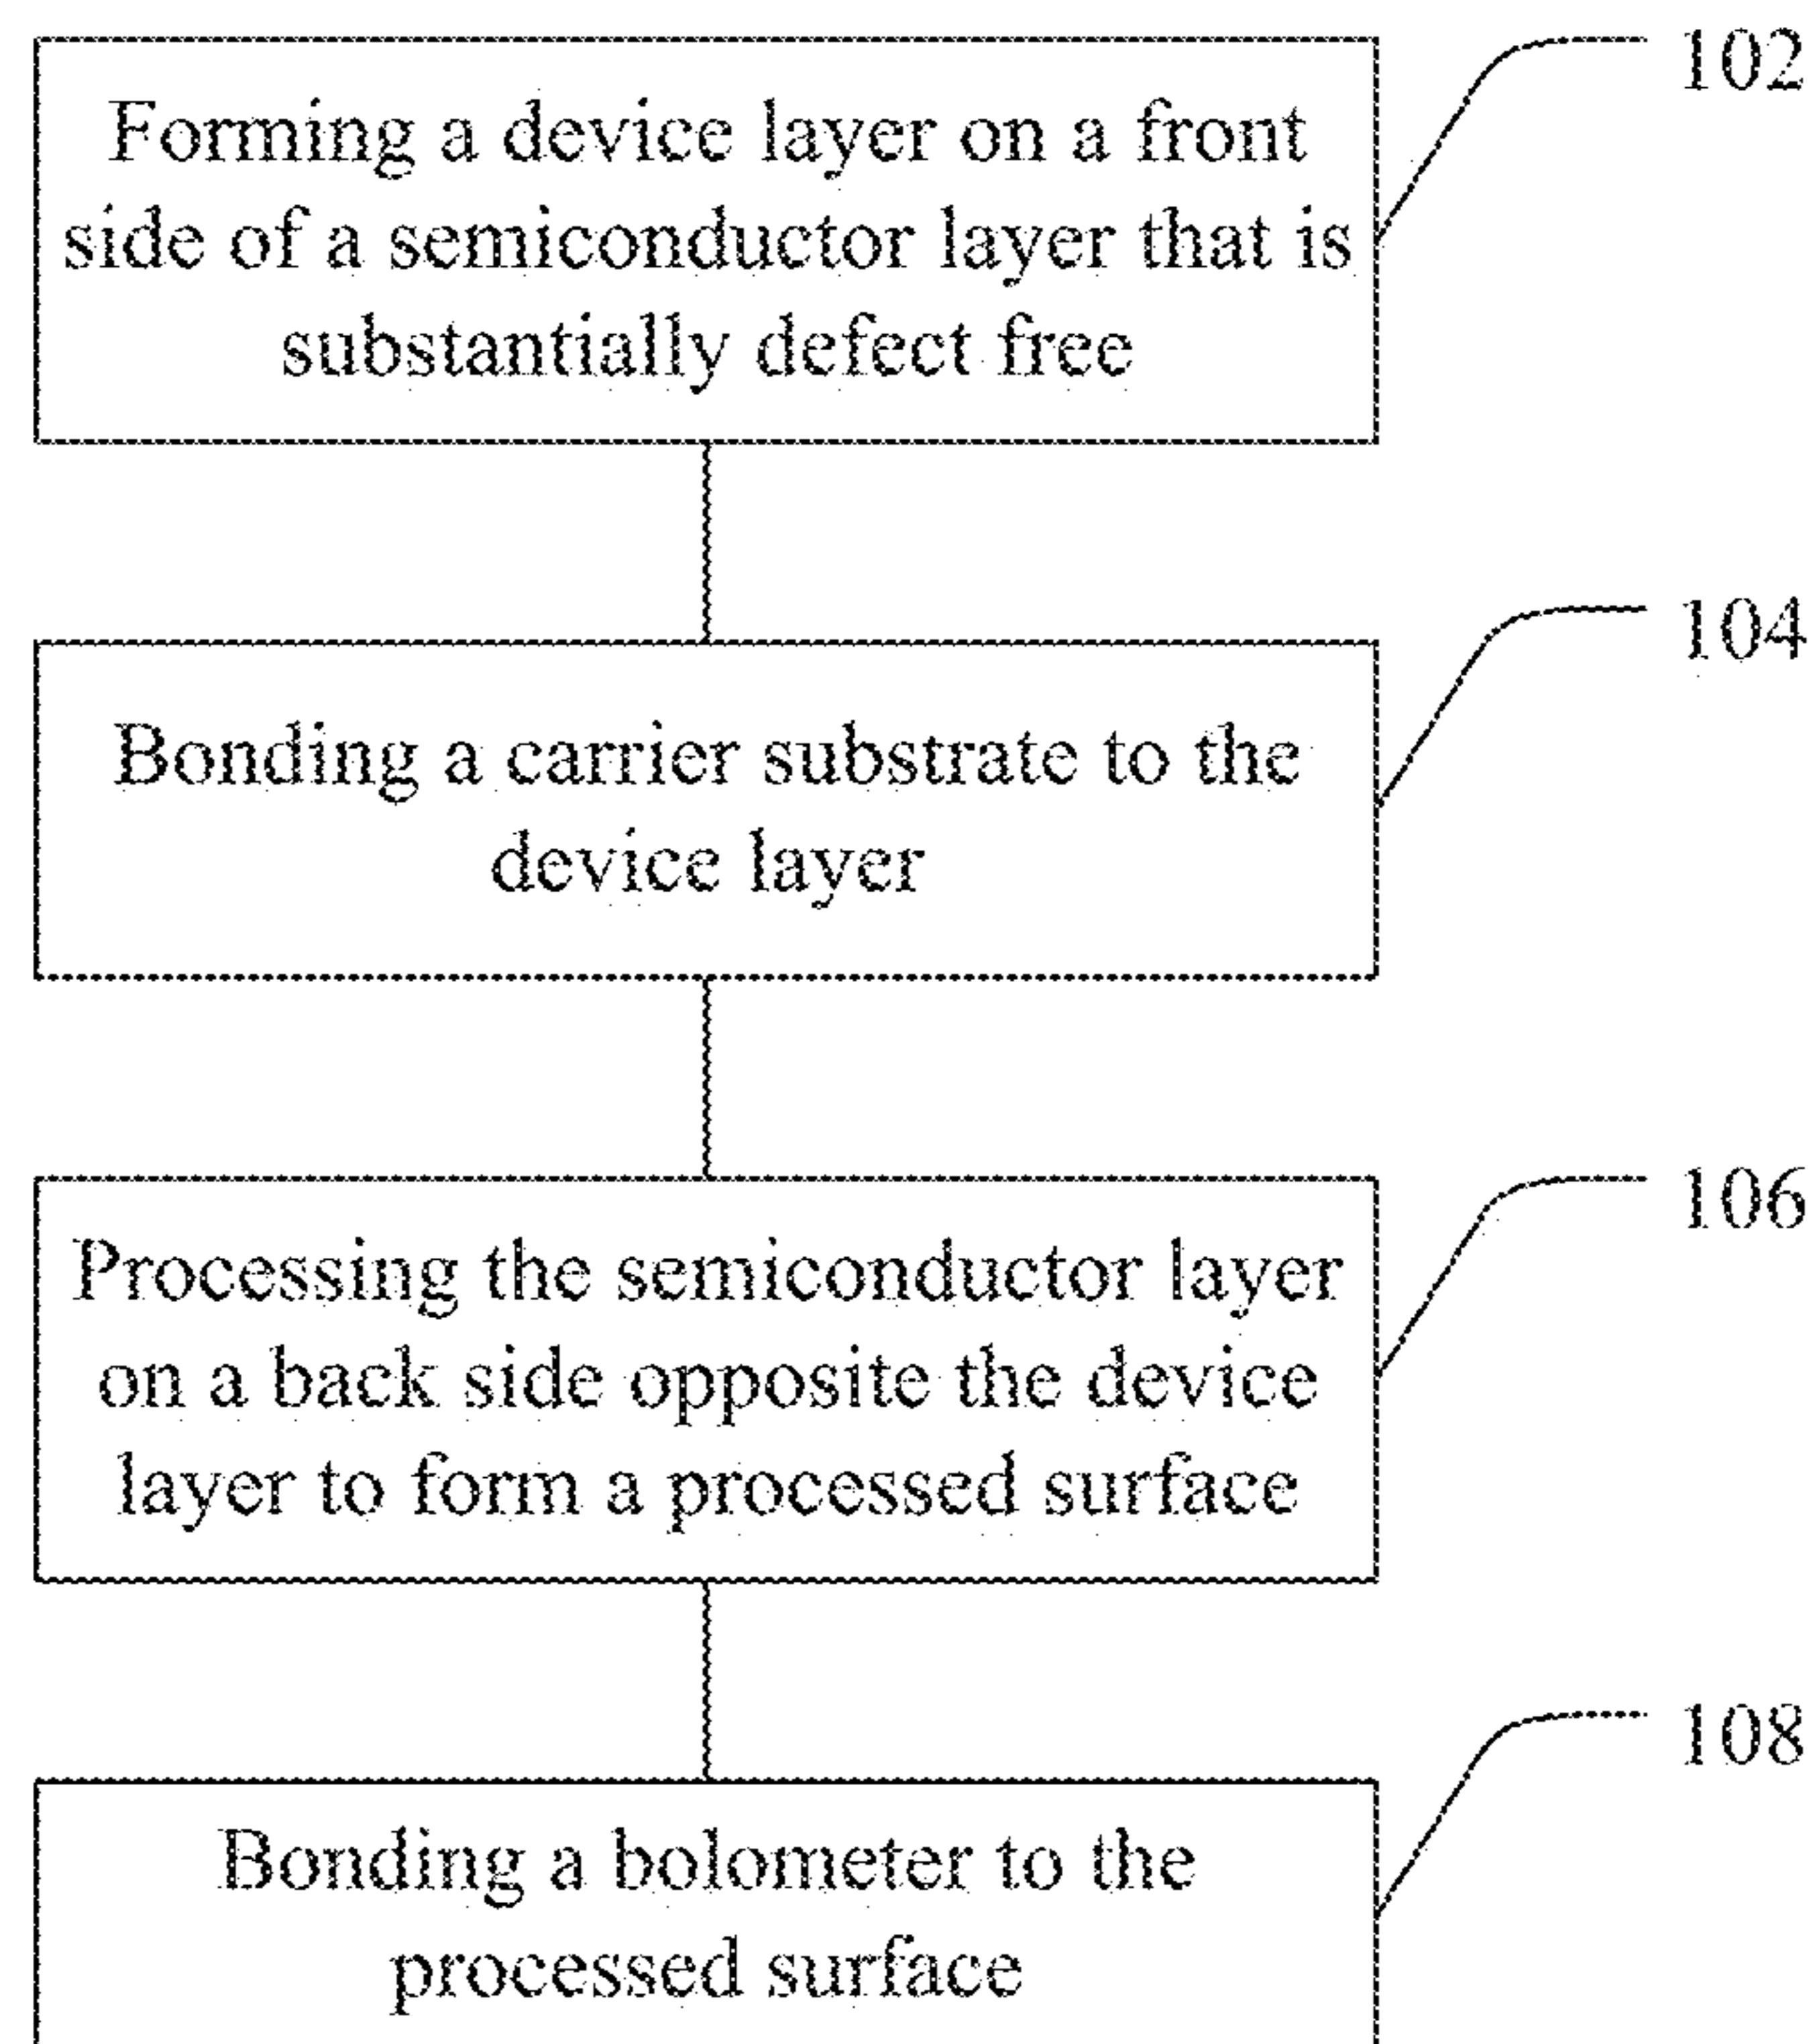 102
Forming a device layer on a front
side of a semiconductor layer that is
substantially defect free
104
Bonding a carrier substrate to the
device layer
106
Processing the semiconductor layer
on a back side opposite the device
layer to form a processed surface
108
Bonding a bolometer to the
processed surface